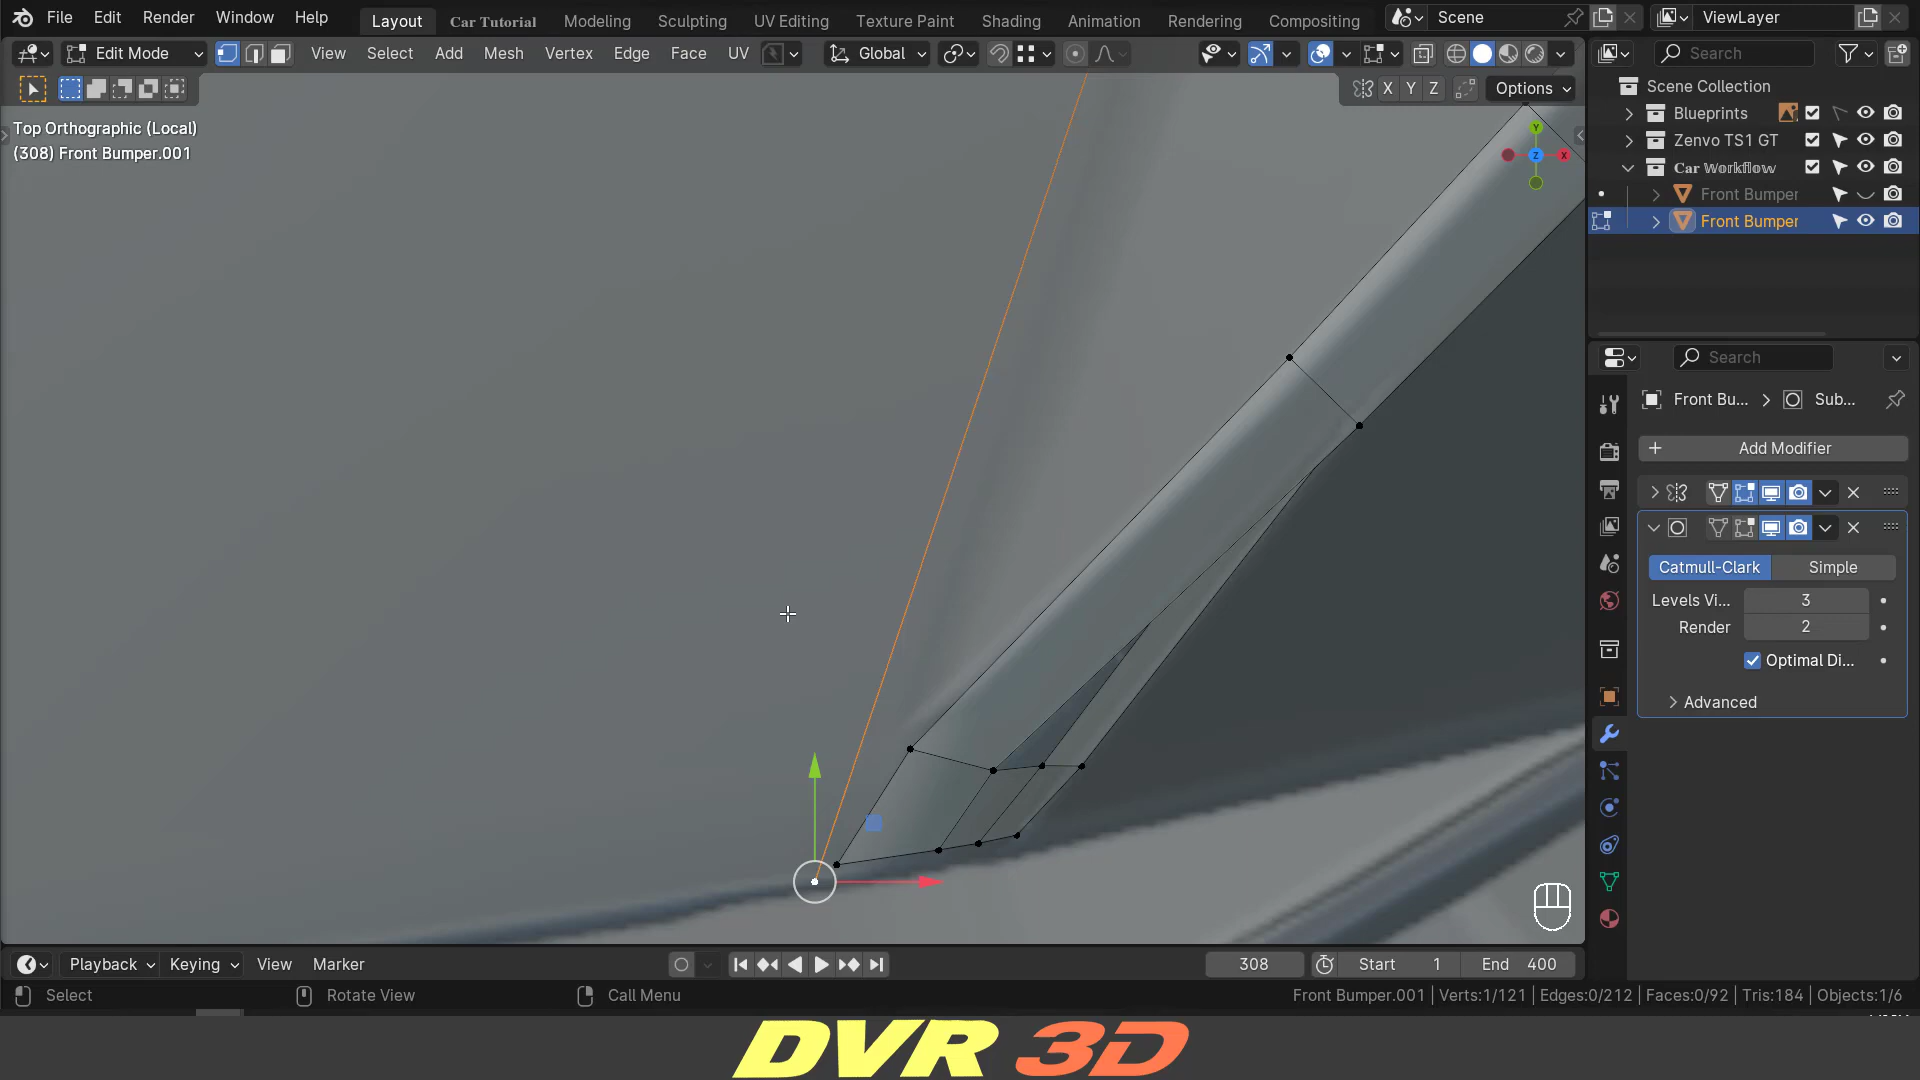 File Edit Render Window Help Layout Car Tutorial Modeling Sculpting UV Editing Texture Paint Shading Animation Rendering Compositing Scene ViewLayer
Edit Mode View Select Add Mesh Vertex Edge Face UV Global Search
X Y Z Options
Top Orthographic (Local)
(308) Front Bumper.001
Y
Z X
Scene Collection
Blueprints
Zenvo TS1 GT
Car Workflow
Front Bumper
Front Bumper
Search
Front Bu... Sub...
Add Modifier
Catmull-Clark Simple
Levels Vi... 3
Render 2
Optimal Di...
Advanced
Playback Keying View Marker 308 Start 1 End 400
Select Rotate View Call Menu Front Bumper.001 | Verts:1/121 | Edges:0/212 | Faces:0/92 | Tris:184 | Objects:1/6
DVR 3D